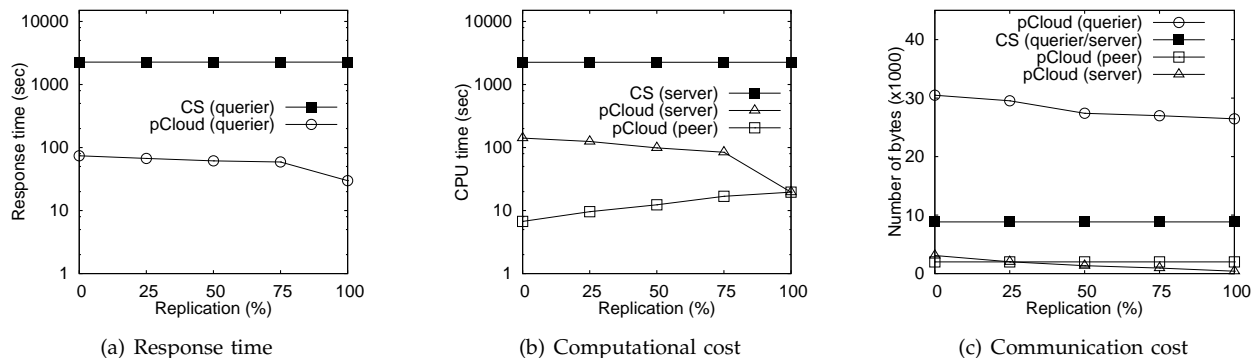 10000
1000
100
10
1
Response time (sec)
CS (querier)
pCloud (querier)
0 25 50 75 100
Replication (%)
(a) Response time
10000
1000
100
10
1
CPU time (sec)
CS (server)
pCloud (server)
pCloud (peer)
0 25 50 75 100
Replication (%)
(b) Computational cost
45
30
15
0
Number of bytes (x1000)
pCloud (querier)
CS (querier/server)
pCloud (peer)
pCloud (server)
0 25 50 75 100
Replication (%)
(c) Communication cost